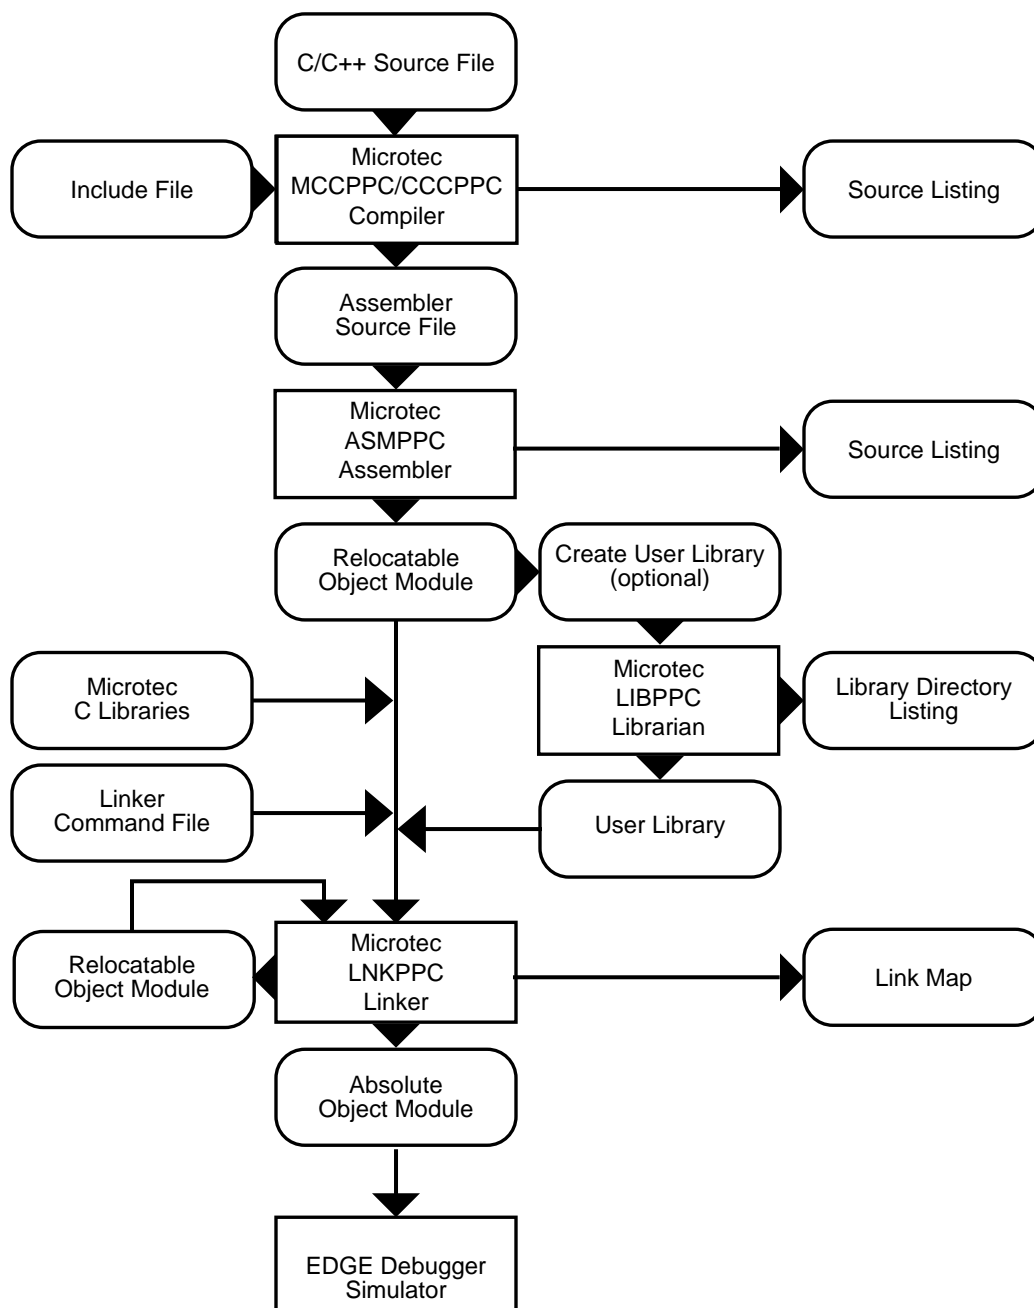 C/C++ Source File
Include File
Microtec
MCCPPC/CCCPPC
Compiler
Source Listing
Assembler
Source File
Microtec
ASMPPC
Assembler
Source Listing
Relocatable
Object Module
Create User Library
(optional)
Microtec
C Libraries
Microtec
LIBPPC
Librarian
Library Directory
Listing
Linker
Command File
User Library
Relocatable
Object Module
Microtec
LNKPPC
Linker
Link Map
Absolute
Object Module
EDGE Debugger
Simulator